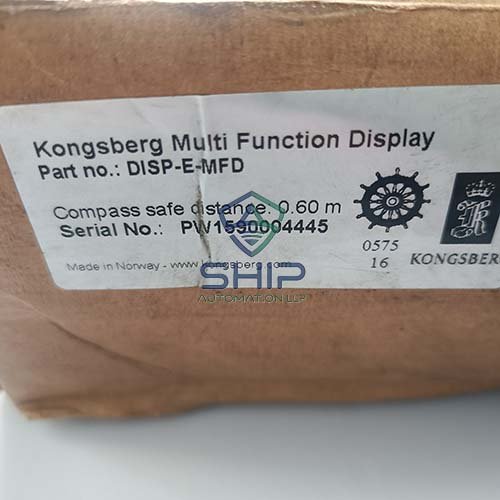 Kongsberg Multi Function Display
Part no.: DISP-E-MFD
Compass safe distance: 0.60 m
Serial No.: PW1590004445
Made in Norway - www.kongsberg.com
0575
16
KONGSBERG
SHIP
AUTOMATION LLP